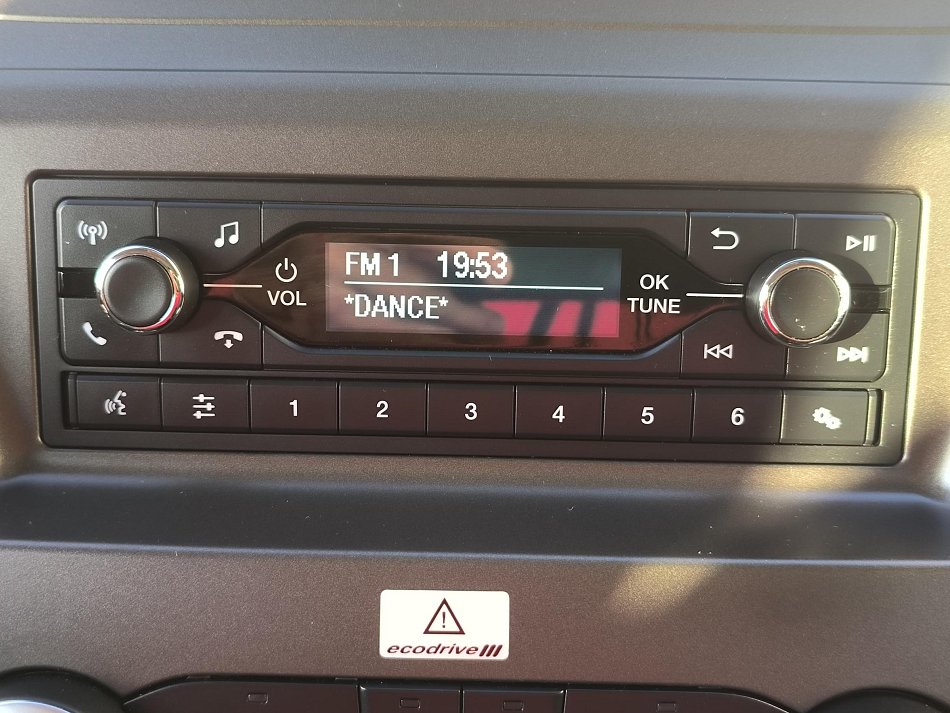 FM 1 19:53
*DANCE*
VOL
OK
TUNE
1 2 3 4 5 6
ecodrive